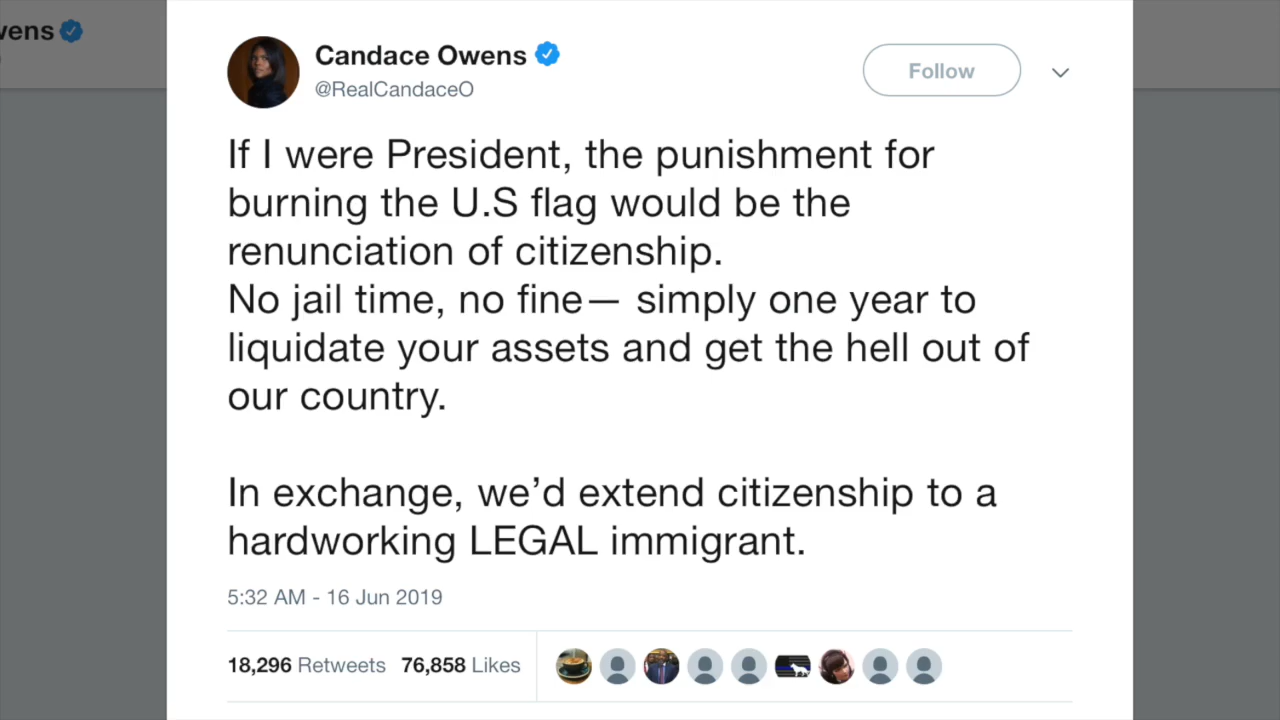 vens
Candace Owens
Follow
@RealCandaceO
If I were President, the punishment for
burning the U.S flag would be the
renunciation of citizenship.
No jail time, no fine— simply one year to
liquidate your assets and get the hell out of
our country.
In exchange, we’d extend citizenship to a
hardworking LEGAL immigrant.
5:32 AM - 16 Jun 2019
18,296 Retweets 76,858 Likes